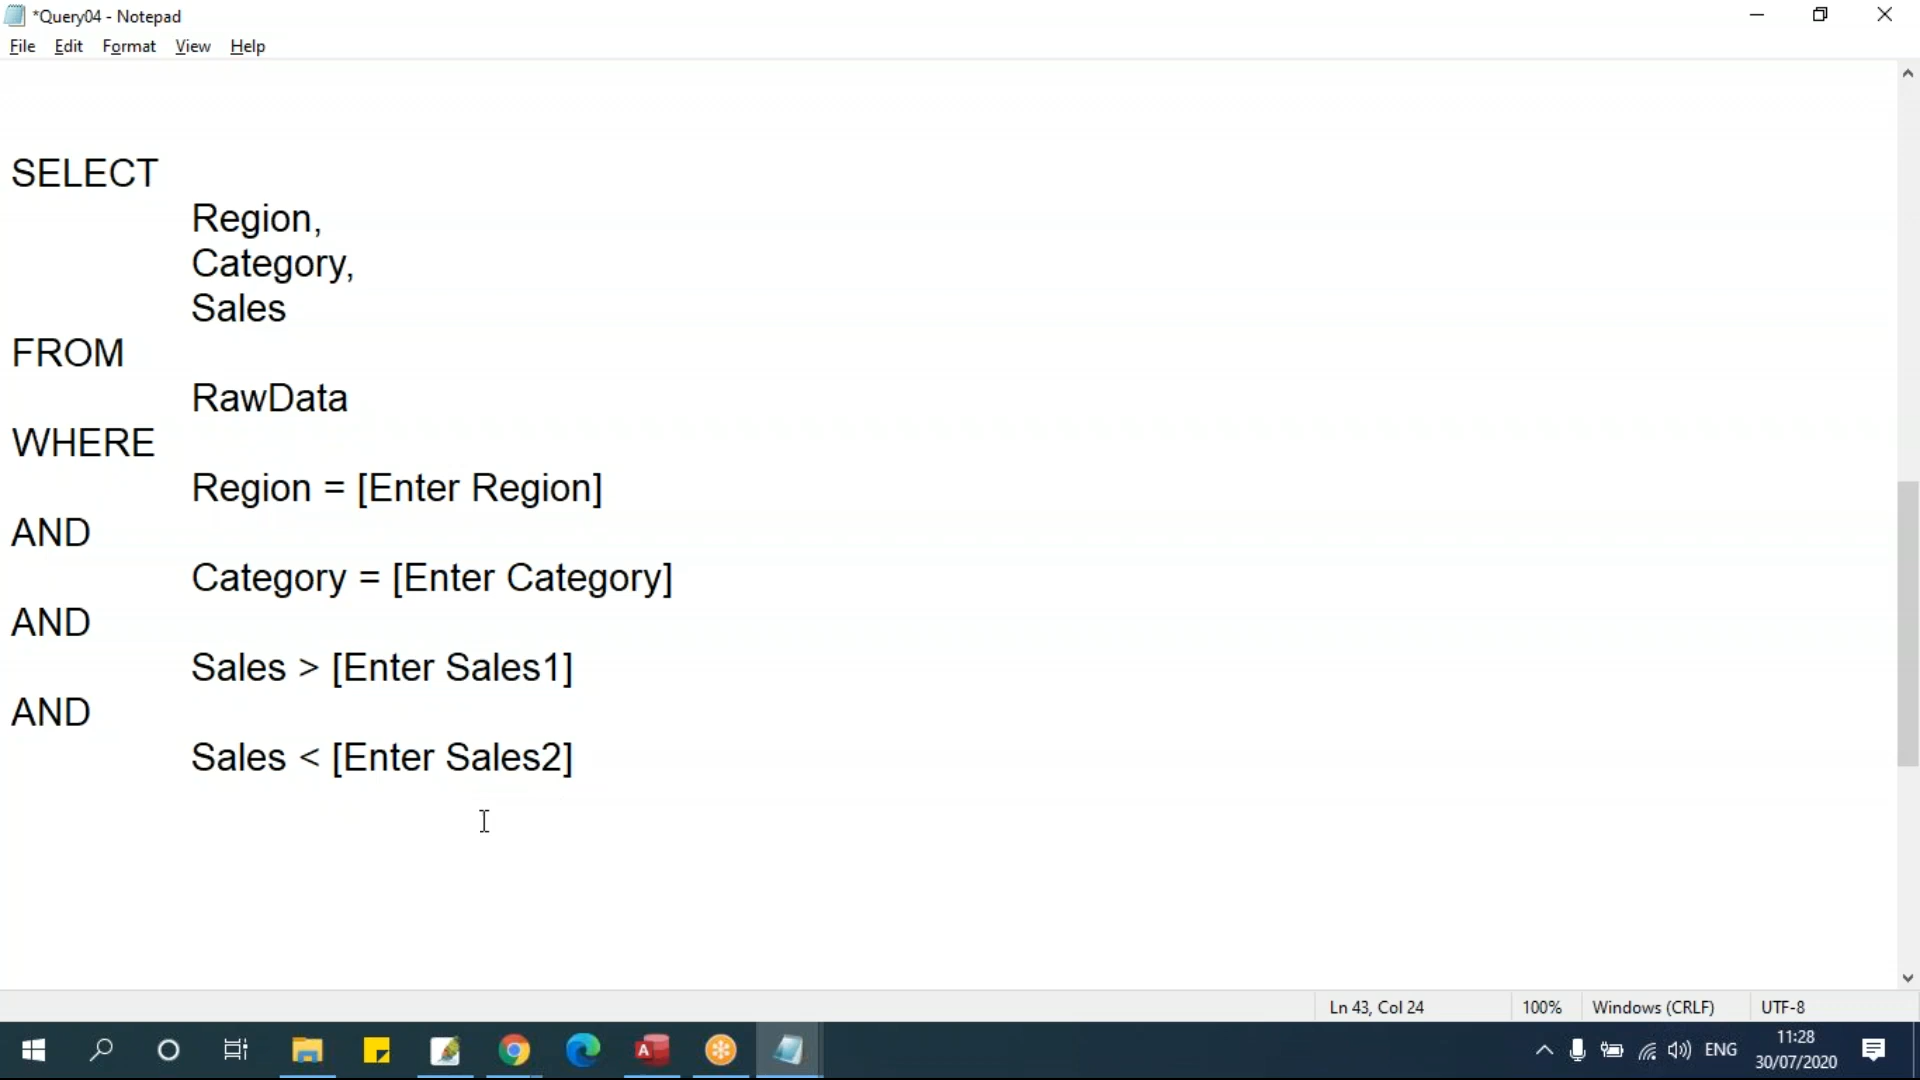 *Query04 - Notepad
File Edit Format View Help
SELECT
Region,
Category,
Sales
FROM
RawData
WHERE
Region = [Enter Region]
AND
Category = [Enter Category]
AND
Sales > [Enter Sales1]
AND
Sales < [Enter Sales2]
Ln 43, Col 24 100% Windows (CRLF) UTF-8
A ENG 11:28
30/07/2020